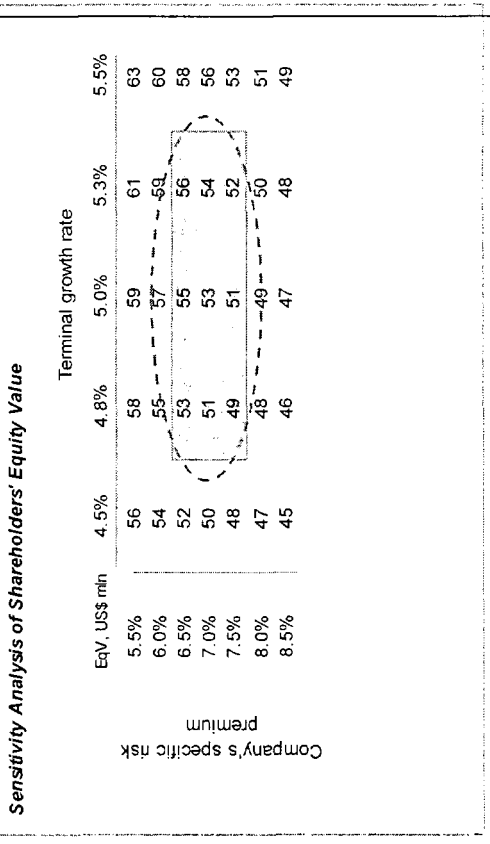 Sensitivity Analysis of Shareholders' Equity Value
Terminal growth rate
EqV, US$ mln 4.5% 4.8% 5.0% 5.3% 5.5%
Company's specific risk
premium
5.5% 56 58 59 61 63
6.0% 54 55 57 59 60
6.5% 52 53 55 56 58
7.0% 50 51 53 54 56
7.5% 48 49 51 52 53
8.0% 47 48 49 50 51
8.5% 45 46 47 48 49